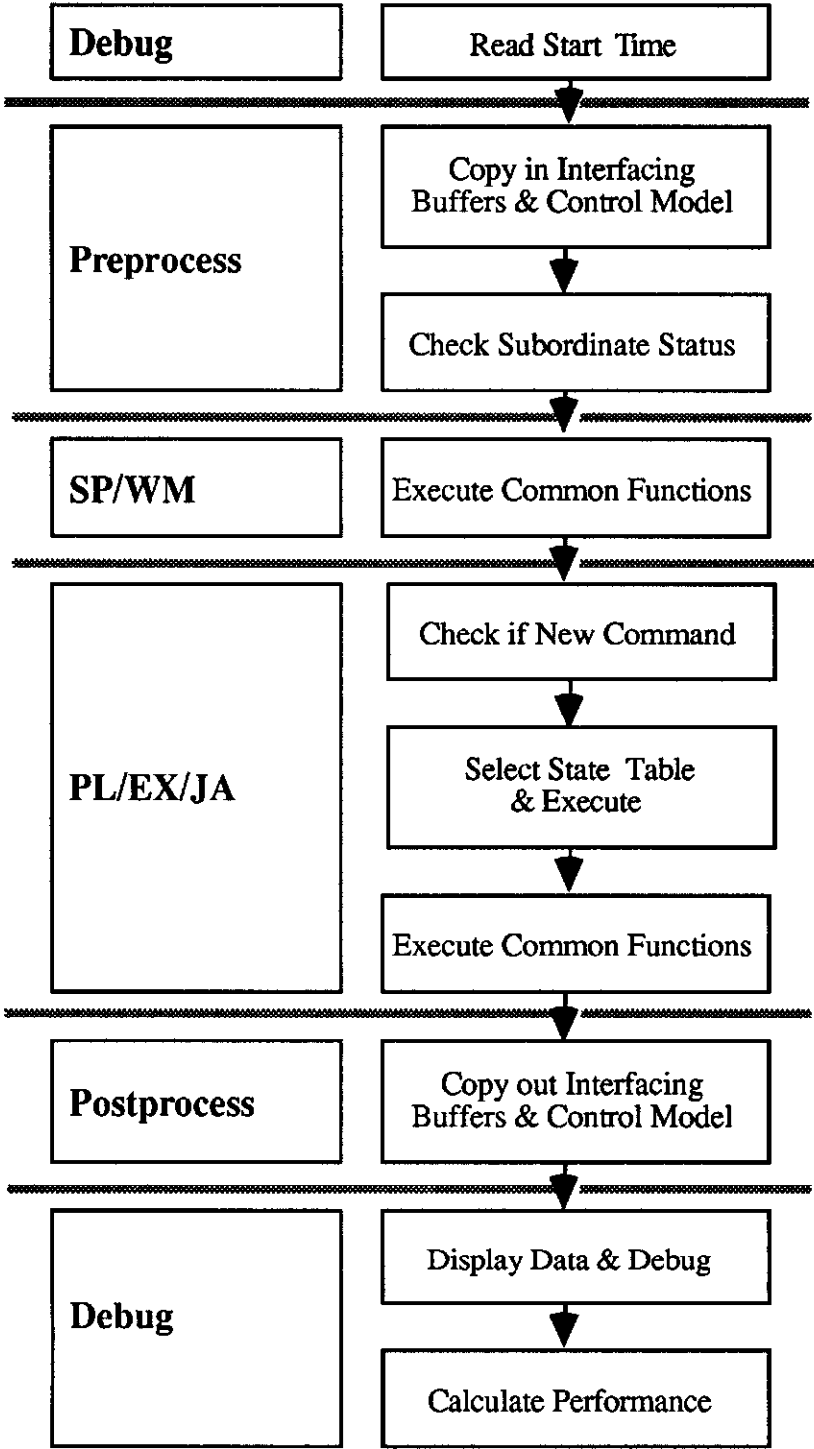 Debug
Read Start Time
Preprocess
Copy in Interfacing
Buffers & Control Model
Check Subordinate Status
SP/WM
Execute Common Functions
PL/EX/JA
Check if New Command
Select State Table
& Execute
Execute Common Functions
Postprocess
Copy out Interfacing
Buffers & Control Model
Debug
Display Data & Debug
Calculate Performance